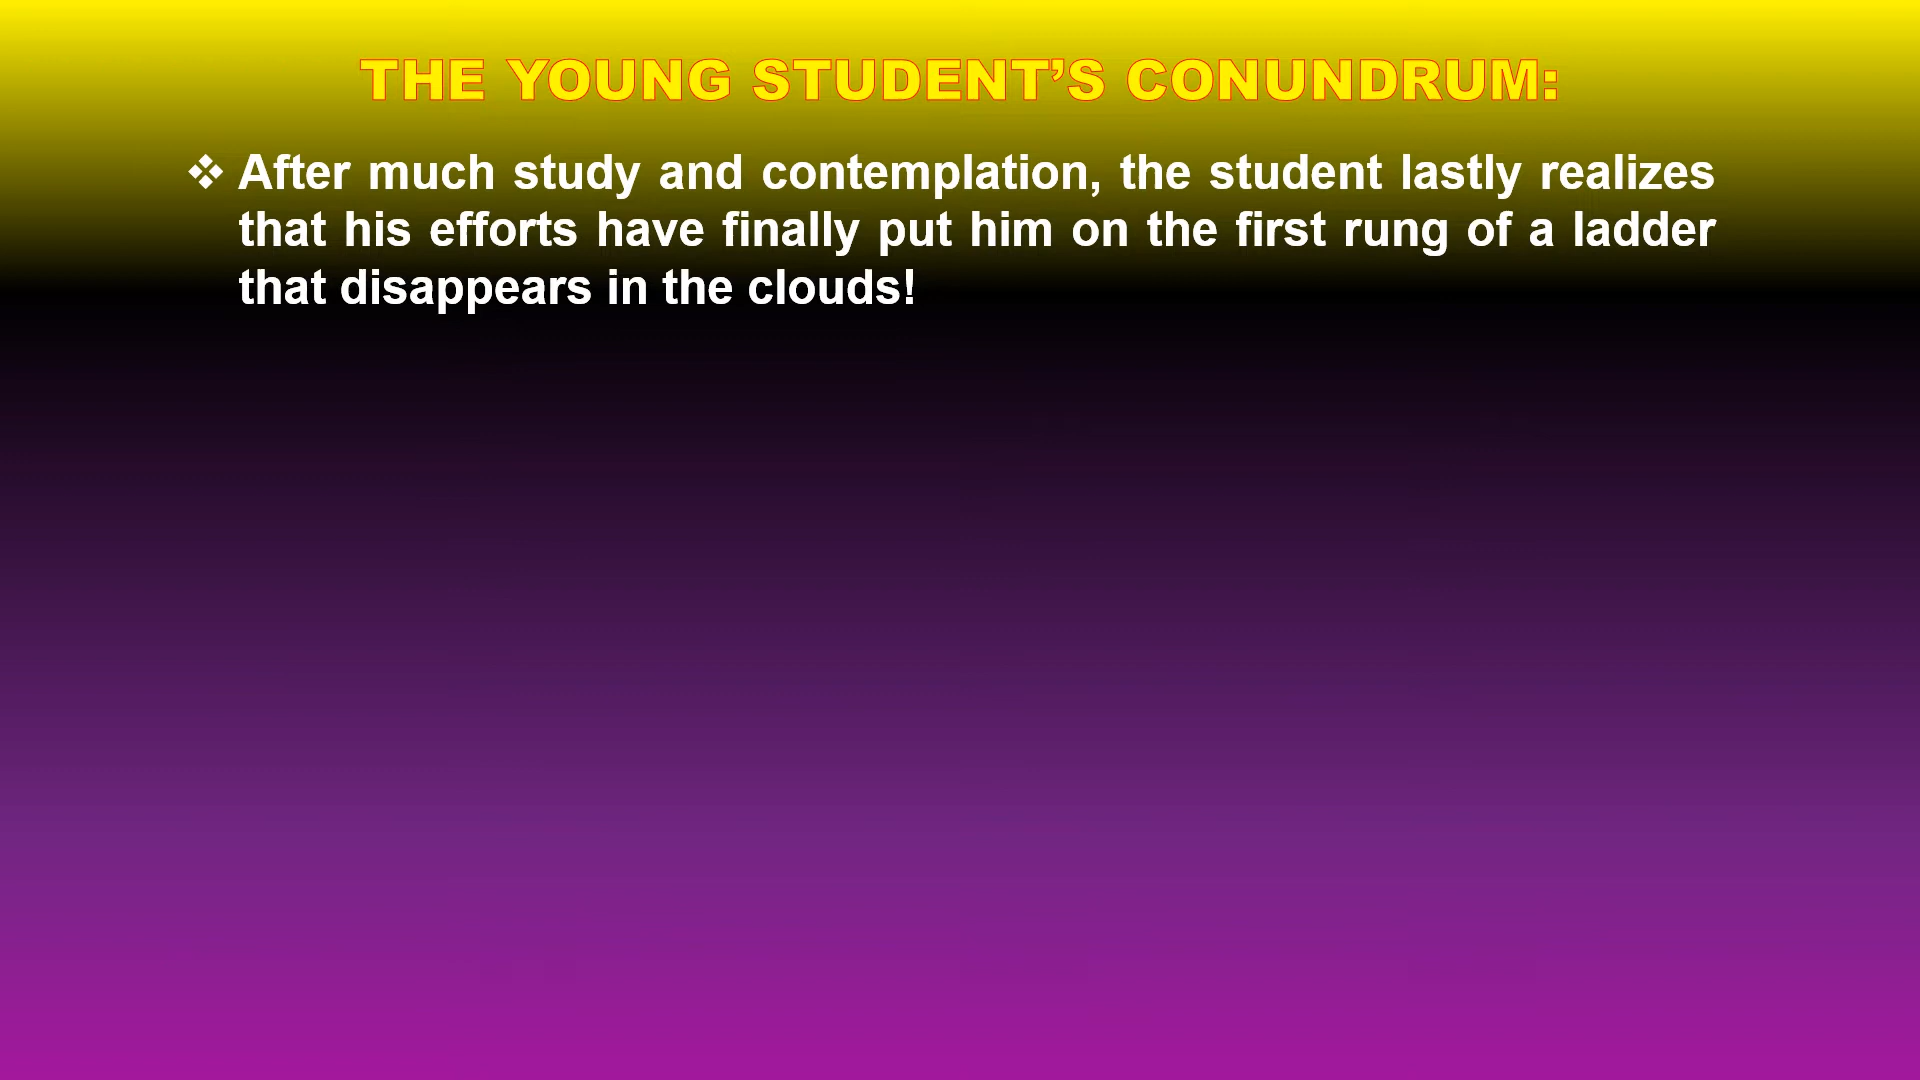 THE YOUNG STUDENT’S CONUNDRUM:
❖ After much study and contemplation, the student lastly realizes
that his efforts have finally put him on the first rung of a ladder
that disappears in the clouds!